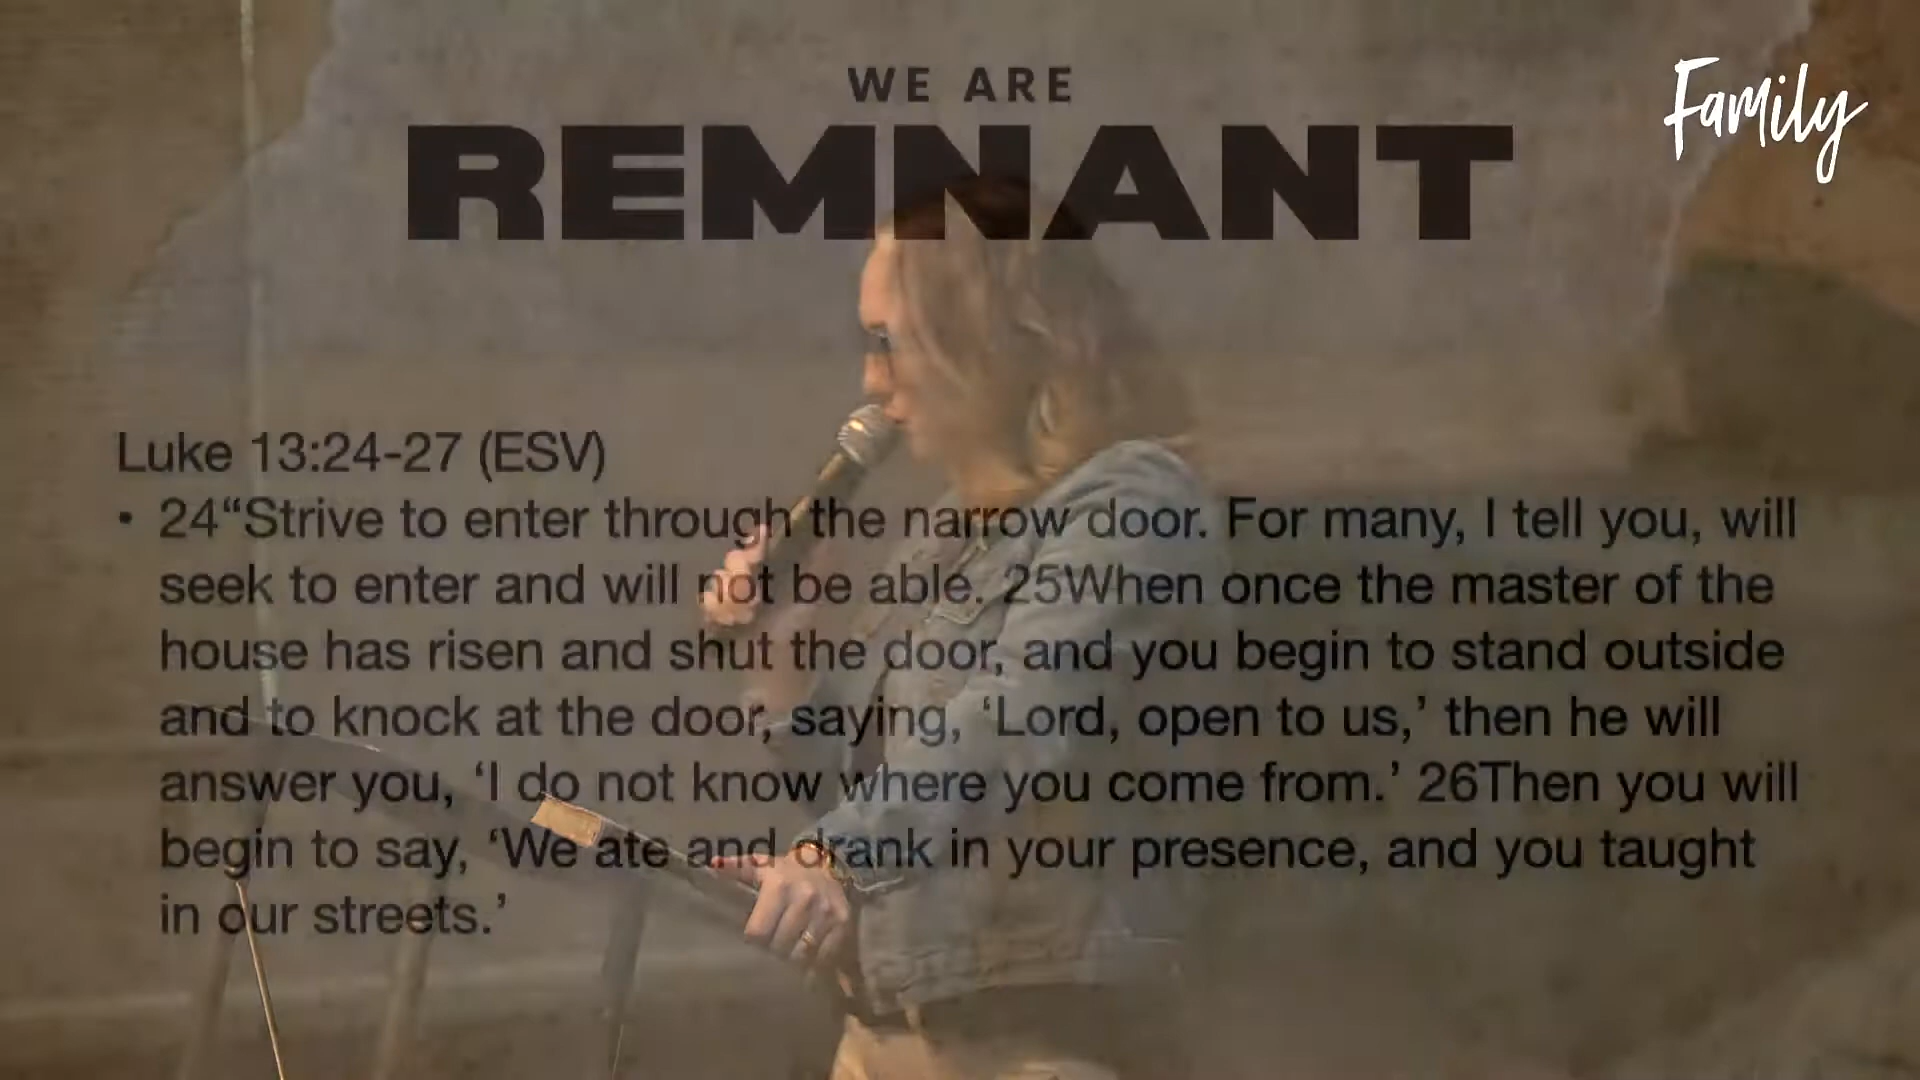 WE ARE
REMNANT
Family
Luke 13:24-27 (ESV)
• 24“Strive to enter through the narrow door. For many, I tell you, will
seek to enter and will not be able. 25When once the master of the
house has risen and shut the door, and you begin to stand outside
and to knock at the door, saying, ‘Lord, open to us,’ then he will
answer you, ‘I do not know where you come from.’ 26Then you will
begin to say, ‘We ate and drank in your presence, and you taught
in our streets.’